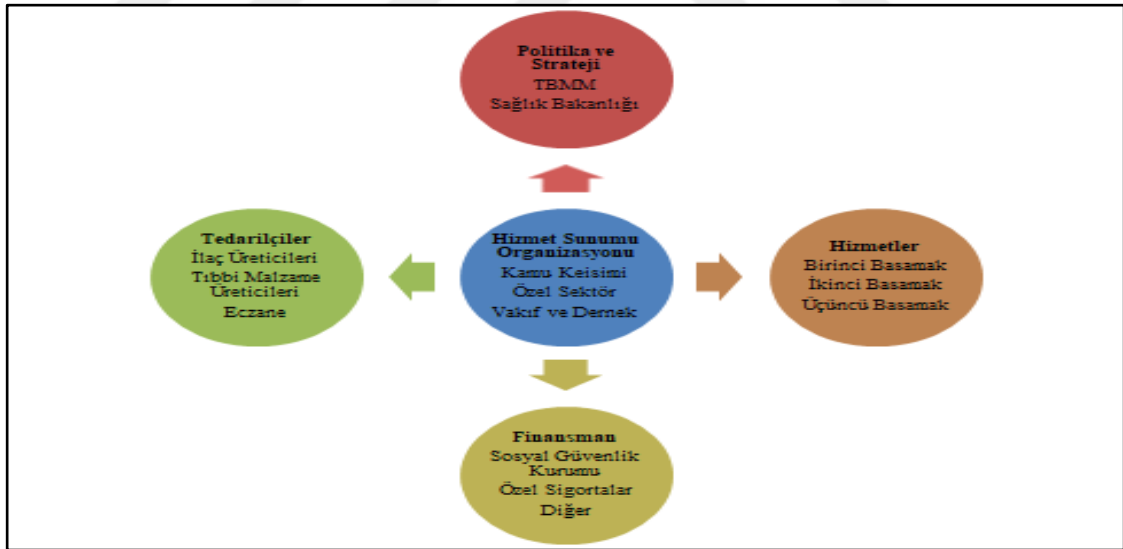 Politika ve
Strateji
TBMM
Sağlık Bakanlığı
Tedarilçiler
İlaç Üreticileri
Tıbbi Malzame
Üreticileri
Eczane
Hizmet Sunumu
Organizasyonu
Kamu Keisimi
Özel Sektör
Vakıf ve Dernek
Hizmetler
Birinci Basamak
İkinci Basamak
Üçüncü Basamak
Finansman
Sosyal Güvenlik
Kurumu
Özel Sigortalar
Diğer